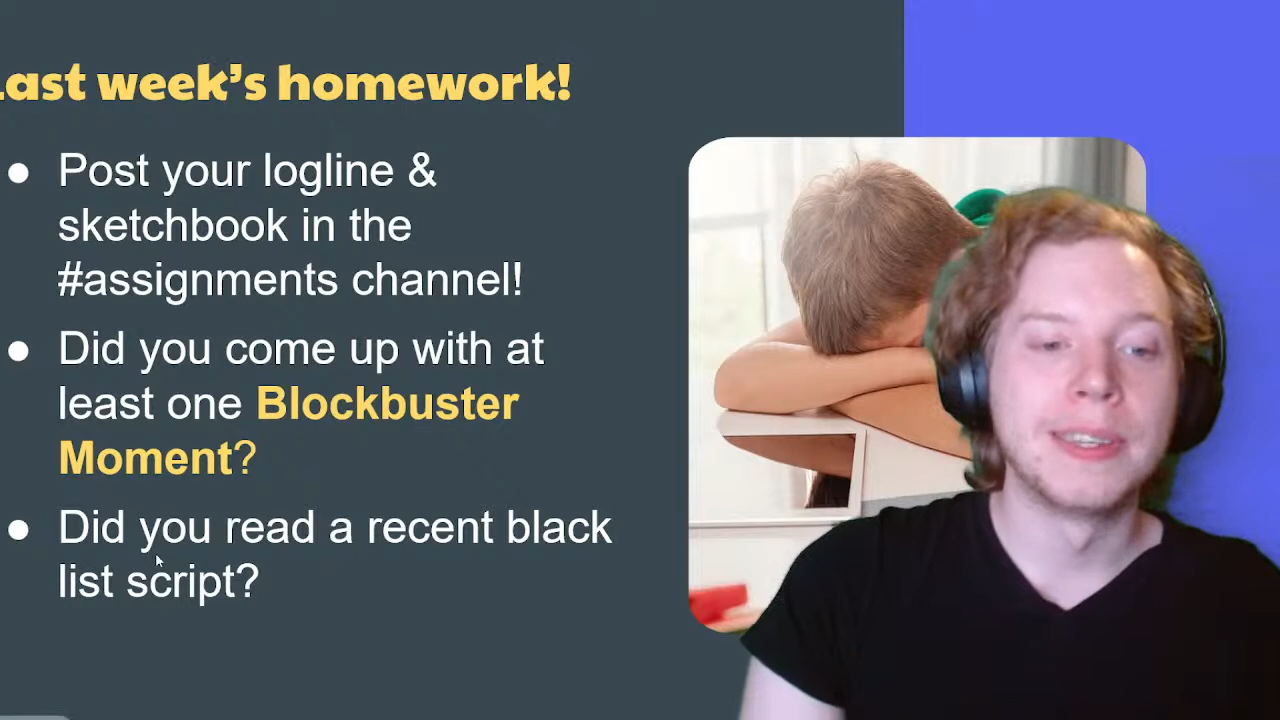 Last week's homework!
● Post your logline &
sketchbook in the
#assignments channel!
● Did you come up with at
least one Blockbuster
Moment?
● Did you read a recent black
list script?